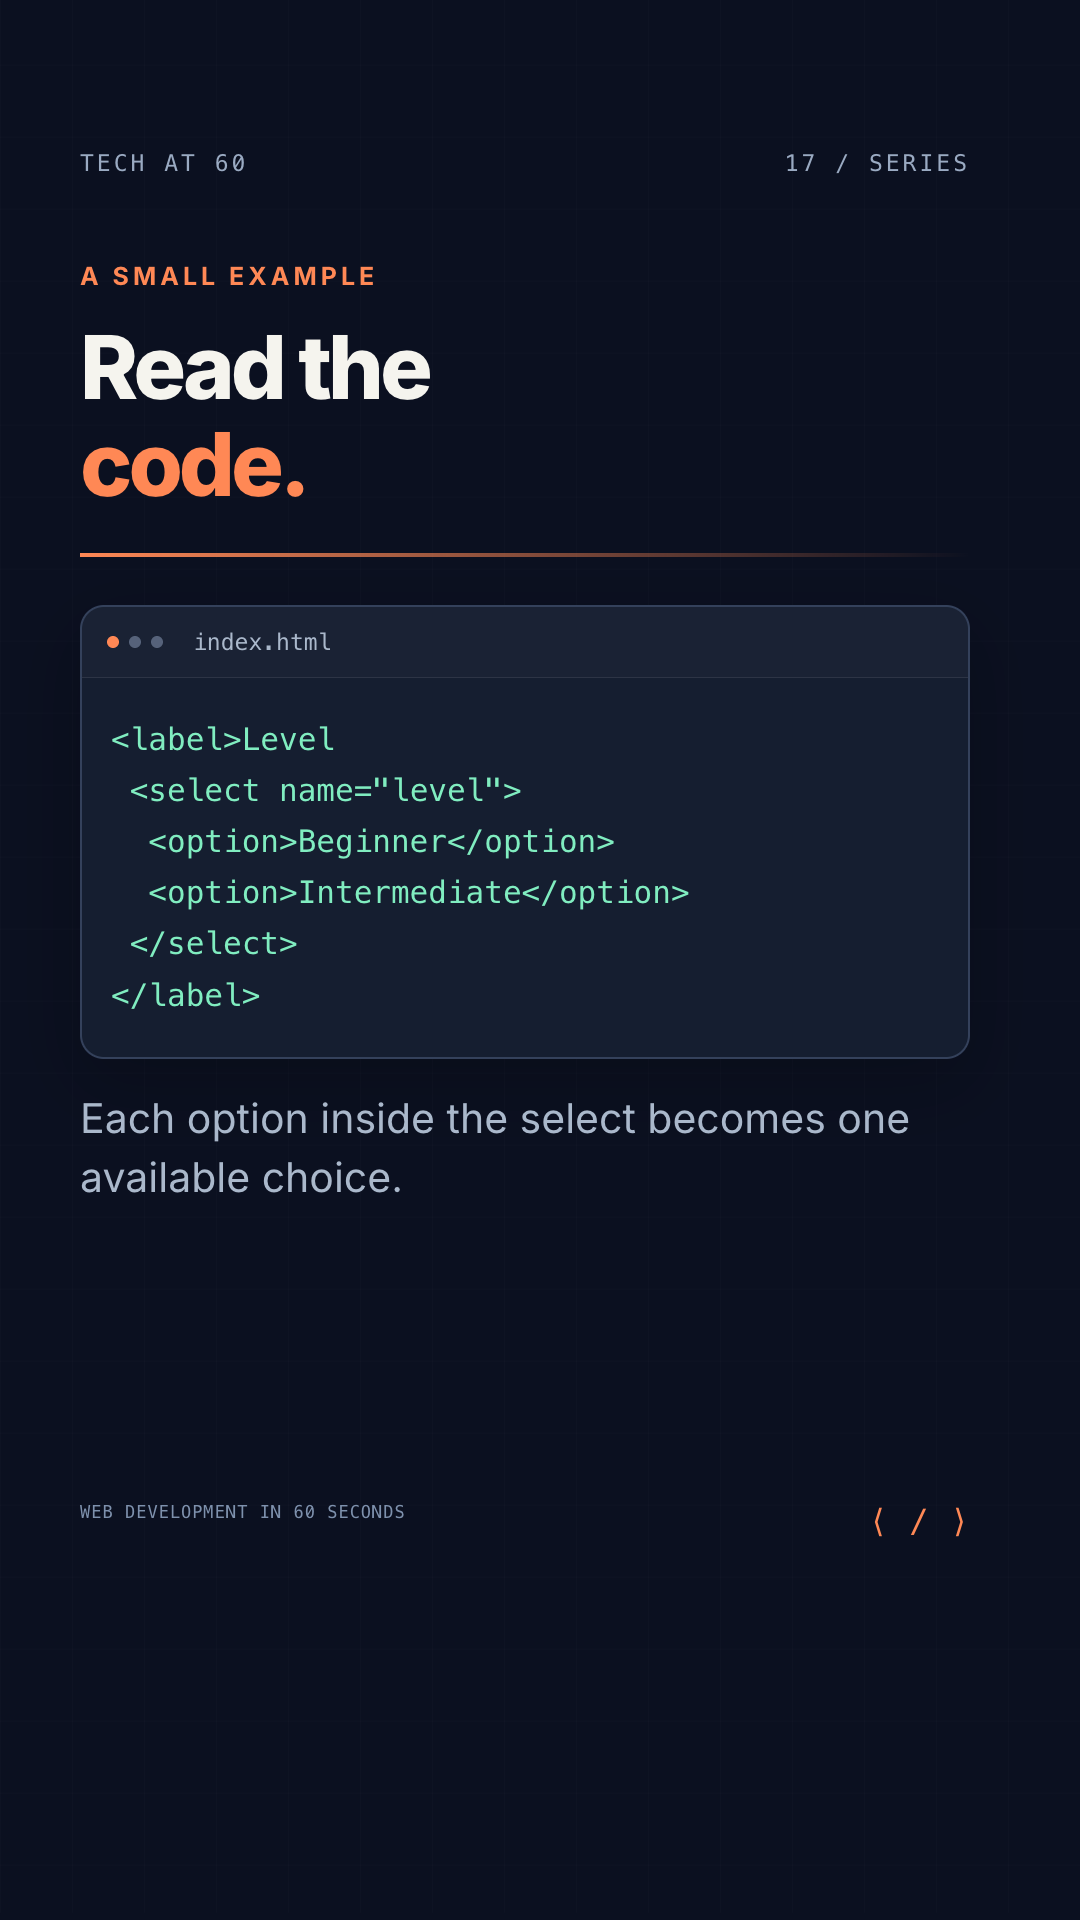 TECH AT 60
17 / SERIES
A SMALL EXAMPLE
Read the
code.
index.html
<label>Level
 <select name="level">
  <option>Beginner</option>
  <option>Intermediate</option>
 </select>
</label>
Each option inside the select becomes one
available choice.
WEB DEVELOPMENT IN 60 SECONDS
⟨ / ⟩